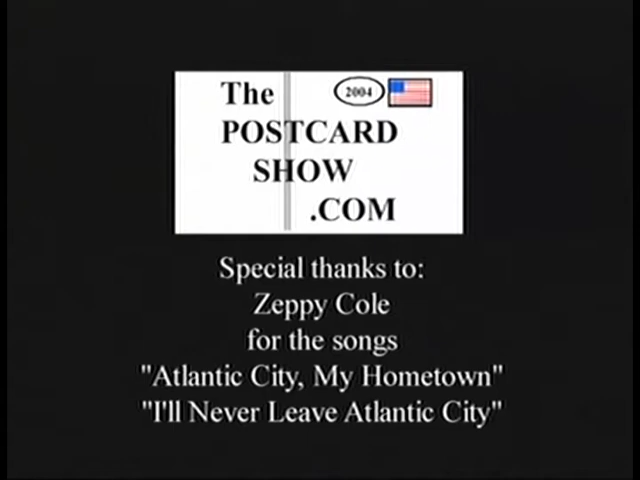 The
2004
POSTCARD
SHOW
.COM
Special thanks to:
Zeppy Cole
for the songs
"Atlantic City, My Hometown"
"I'll Never Leave Atlantic City"